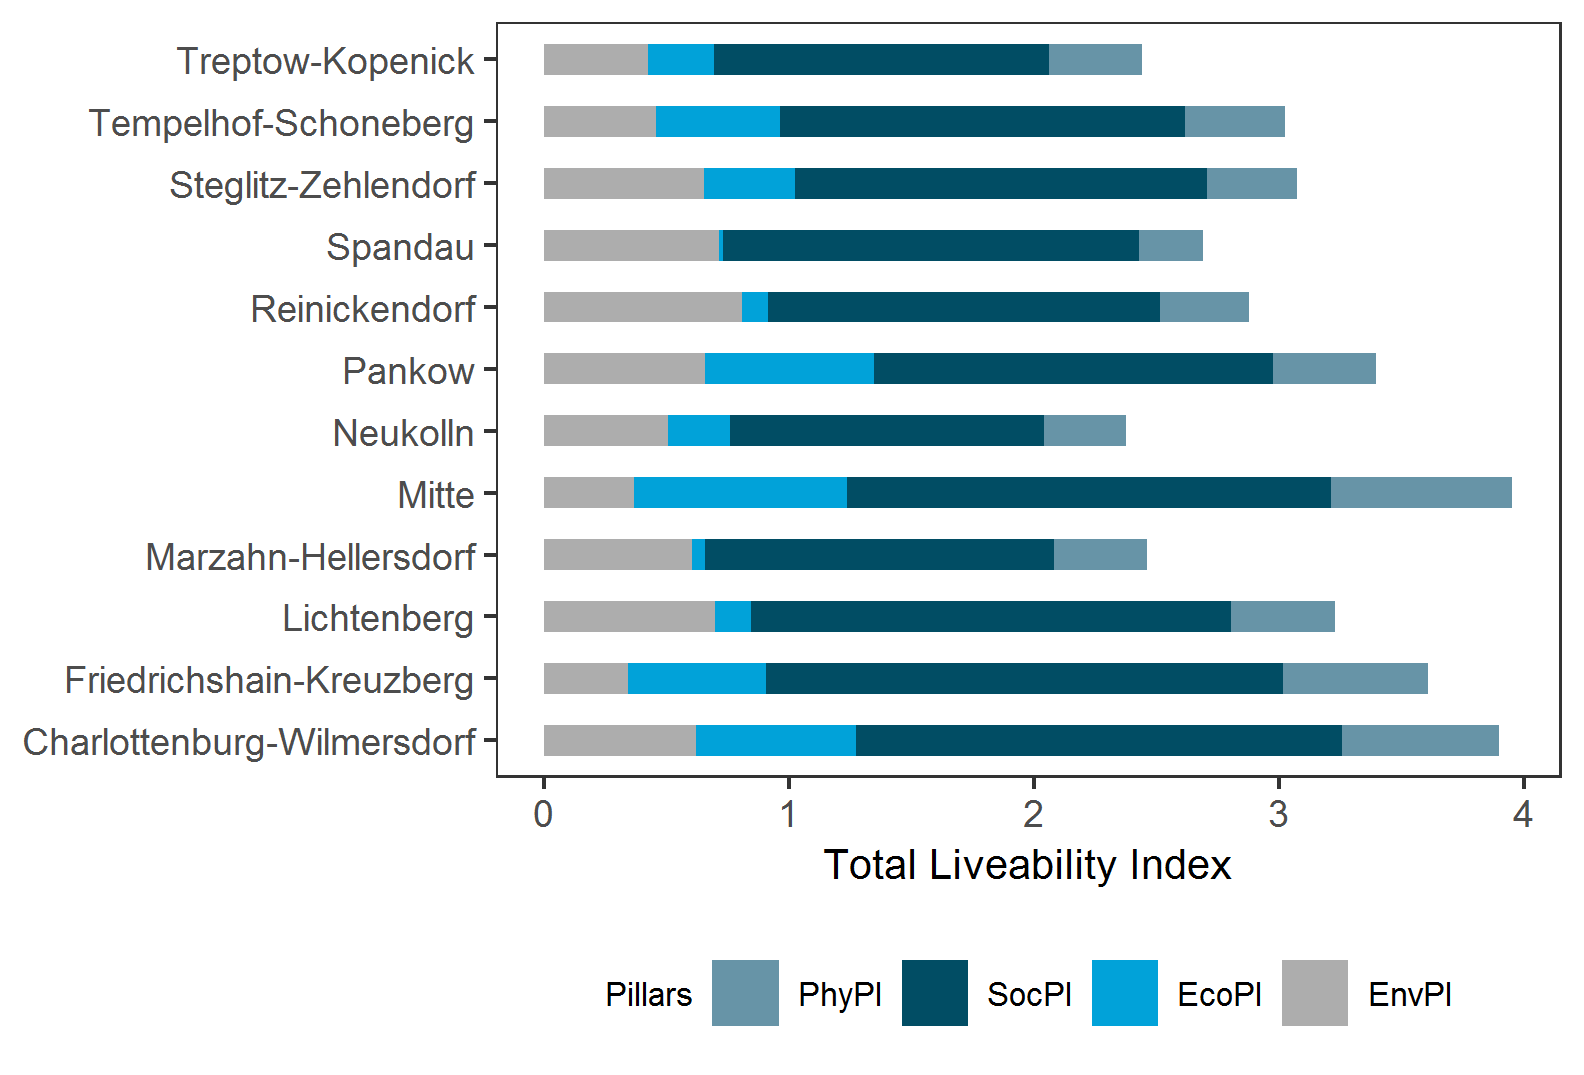 Treptow-Kopenick
Tempelhof-Schoneberg
Steglitz-Zehlendorf
Spandau
Reinickendorf
Pankow
Neukolln
Mitte
Marzahn-Hellersdorf
Lichtenberg
Friedrichshain-Kreuzberg
Charlottenburg-Wilmersdorf
0 1 2 3 4
Total Liveability Index
Pillars PhyPI SocPI EcoPI EnvPI